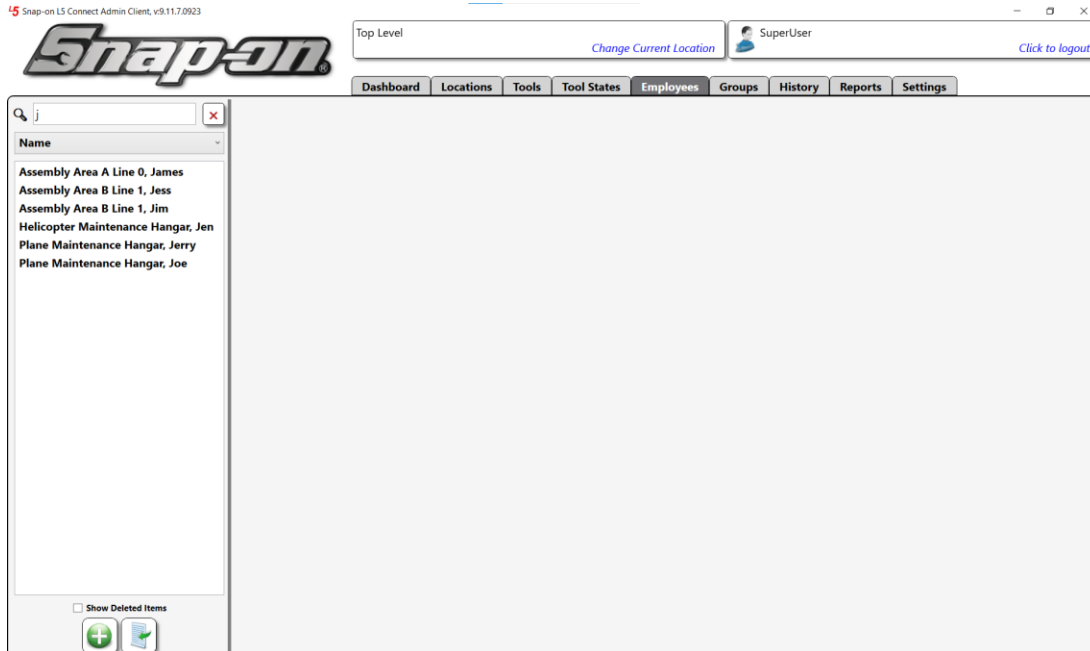 L5 Snap-on L5 Connect Admin Client, v:9.11.7.0923
Snap-on®
Top Level
Change Current Location
SuperUser
Click to logout
Dashboard Locations Tools Tool States Employees Groups History Reports Settings
j
Name
Assembly Area A Line 0, James
Assembly Area B Line 1, Jess
Assembly Area B Line 1, Jim
Helicopter Maintenance Hangar, Jen
Plane Maintenance Hangar, Jerry
Plane Maintenance Hangar, Joe
Show Deleted Items